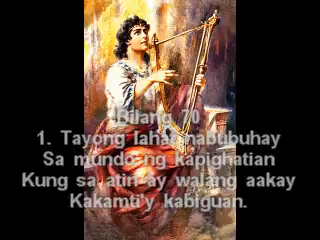 Bilang 70
1. Tayong lahat nabubuhay
Sa mundo ng kapighatian
Kung sa atin ay walang aakay
Kakamti'y kabiguan.